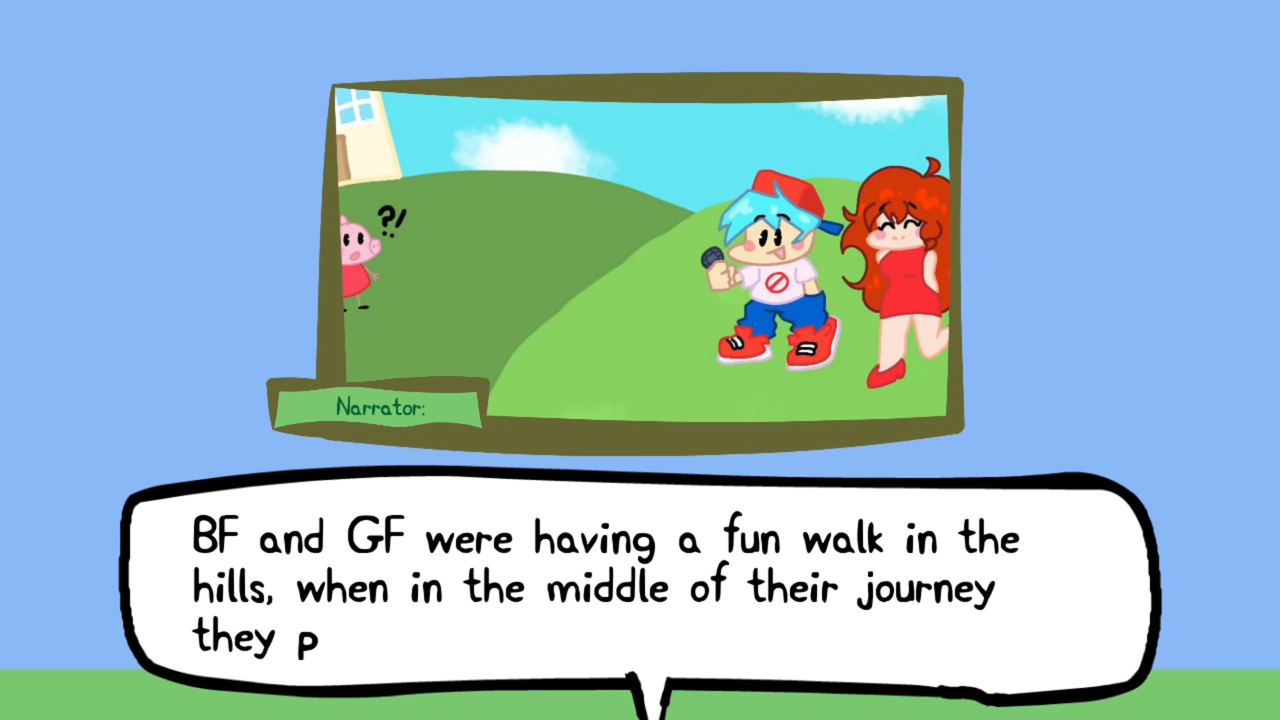 ?!
Narrator:
BF and GF were having a fun walk in the
hills, when in the middle of their journey
they p